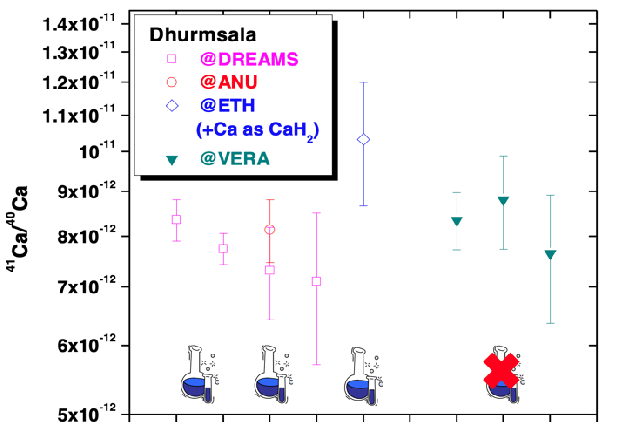 1.4x10⁻¹¹
1.3x10⁻¹¹
1.2x10⁻¹¹
1.1x10⁻¹¹
10⁻¹¹
9x10⁻¹²
8x10⁻¹²
7x10⁻¹²
6x10⁻¹²
5x10⁻¹²
⁴¹Ca/⁴⁰Ca
Dhurmsala
@DREAMS
@ANU
@ETH
(+Ca as CaH₂)
@VERA